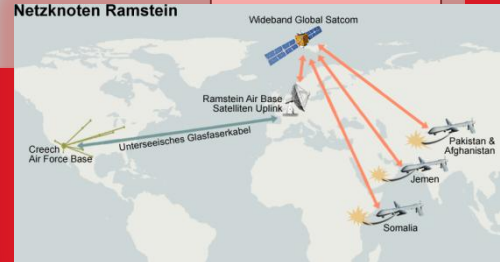 Netzknoten Ramstein
Wideband Global Satcom
Ramstein Air Base
Satelliten Uplink
Unterseeisches Glasfaserkabel
Creech
Air Force Base
Pakistan &
Afghanistan
Jemen
Somalia